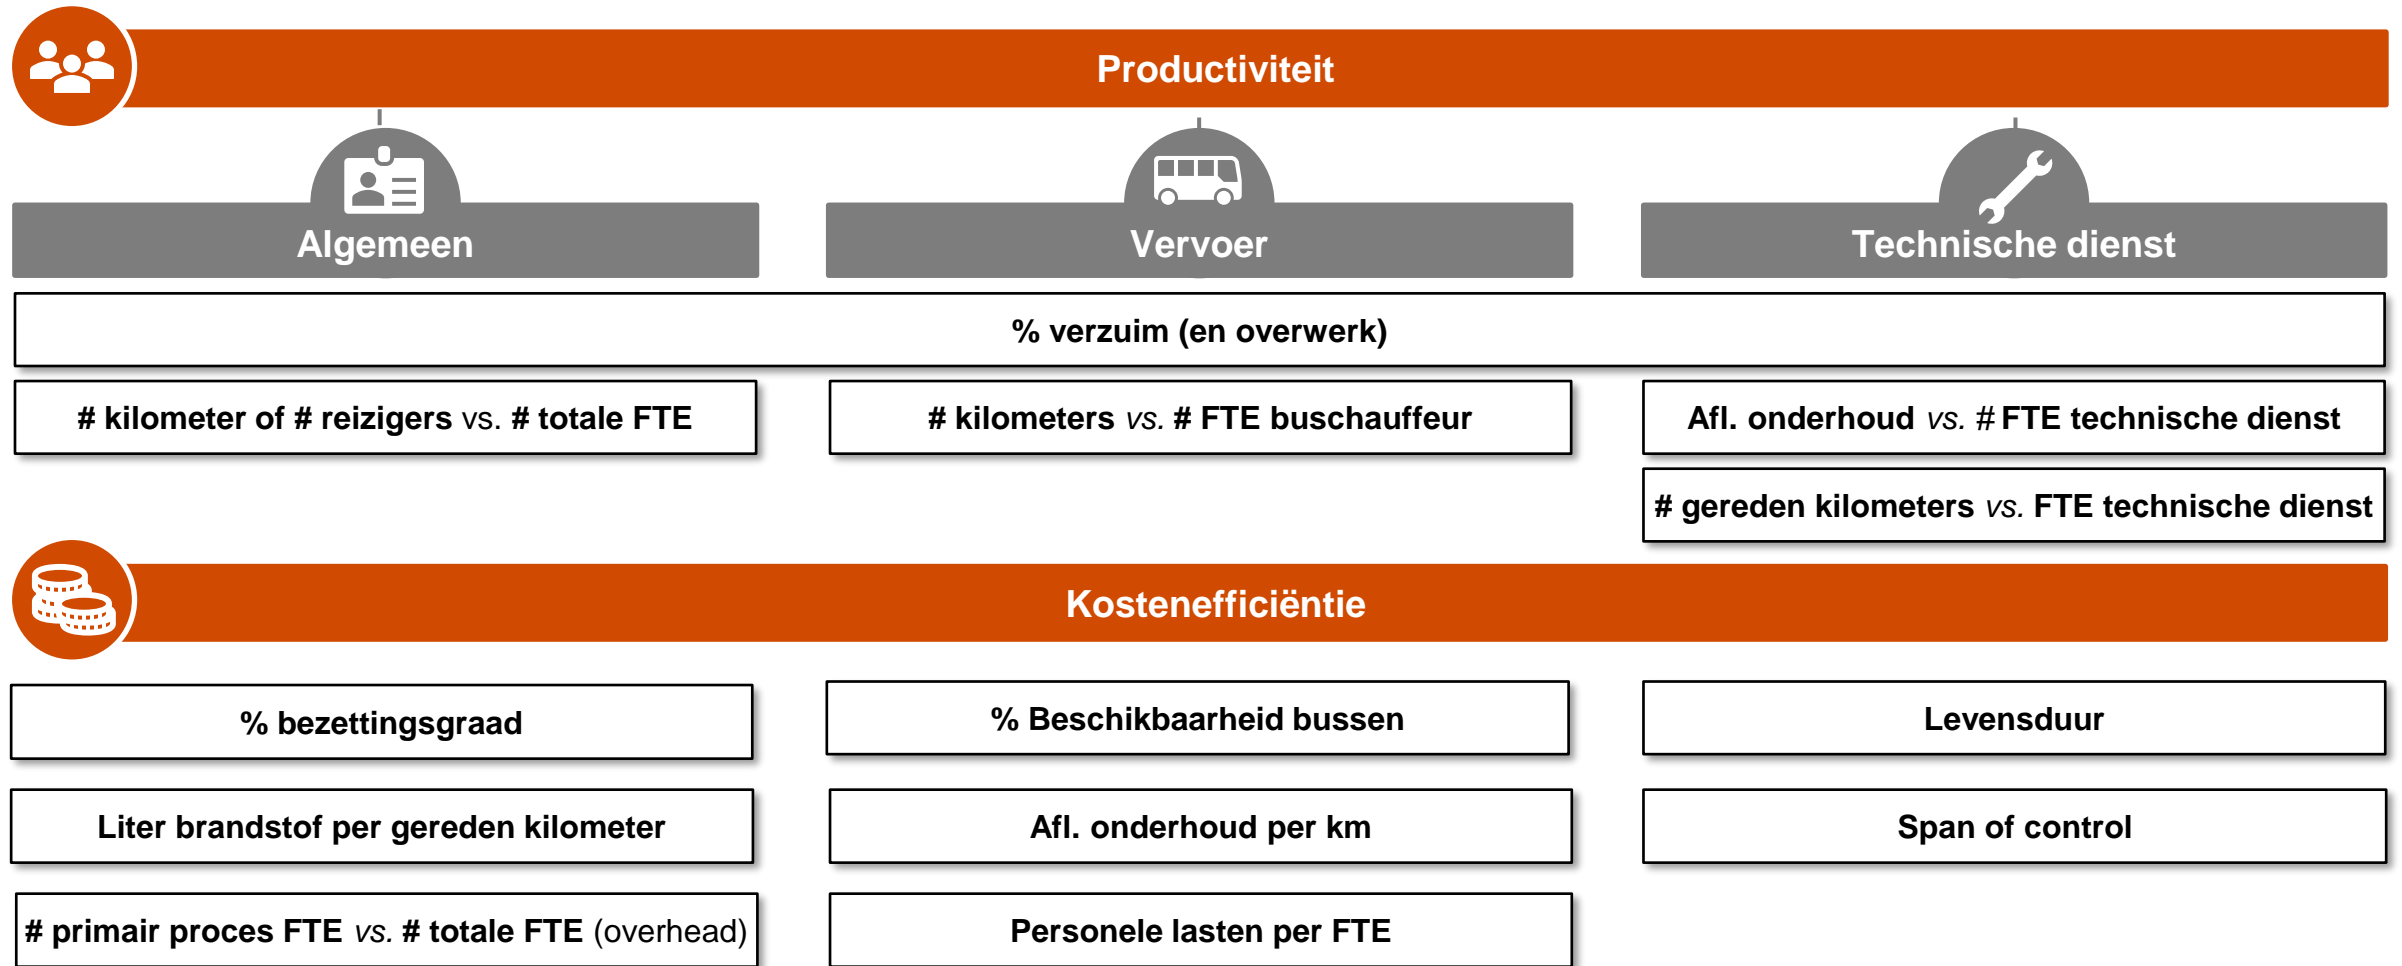 Productiviteit
Algemeen
Vervoer
Technische dienst
% verzuim (en overwerk)
# kilometer of # reizigers vs. # totale FTE
# kilometers vs. # FTE buschauffeur
Afl. onderhoud vs. # FTE technische dienst
# gereden kilometers vs. FTE technische dienst
Kostenefficiëntie
% bezettingsgraad
% Beschikbaarheid bussen
Levensduur
Liter brandstof per gereden kilometer
Afl. onderhoud per km
Span of control
# primair proces FTE vs. # totale FTE (overhead)
Personele lasten per FTE